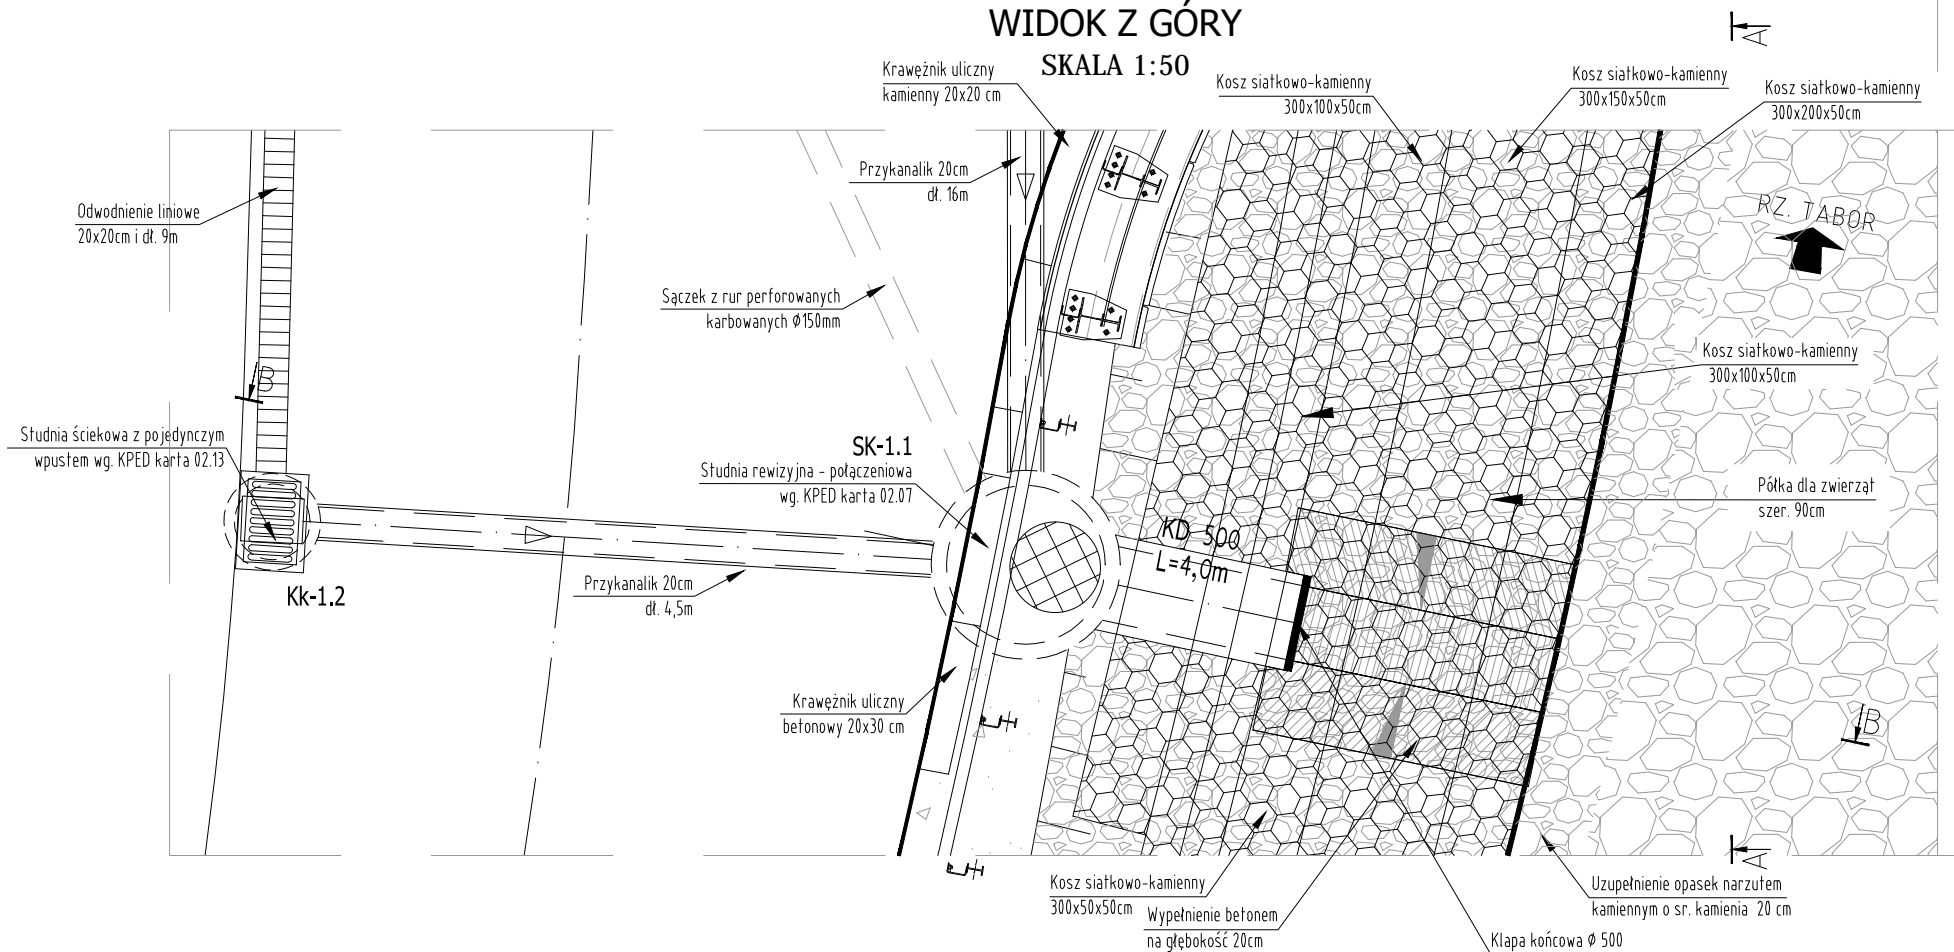 WIDOK Z GÓRY
SKALA 1:50
A
Krawężnik uliczny
kamienny 20x20 cm
Kosz siatkowo-kamienny
300x100x50cm
Kosz siatkowo-kamienny
300x150x50cm
Kosz siatkowo-kamienny
300x200x50cm
Przykanalik 20cm
dł. 16m
Odwodnienie liniowe
20x20cm i dł. 9m
RZ. TABOR
Sączek z rur perforowanych
karbowanych Ø150mm
Kosz siatkowo-kamienny
300x100x50cm
B
Studnia ściekowa z pojedynczym
wpustem wg. KPED karta 02.13
SK-1.1
Studnia rewizyjna - połączeniowa
wg. KPED karta 02.07
Półka dla zwierząt
szer. 90cm
KD 500
L=4,0m
Kk-1.2
Przykanalik 20cm
dł. 4,5m
Krawężnik uliczny
betonowy 20x30 cm
B
A
Kosz siatkowo-kamienny
300x50x50cm
Wypełnienie betonem
na głębokość 20cm
Uzupełnienie opasek narzutem
kamiennym o sr. kamienia 20 cm
Klapa końcowa Ø 500